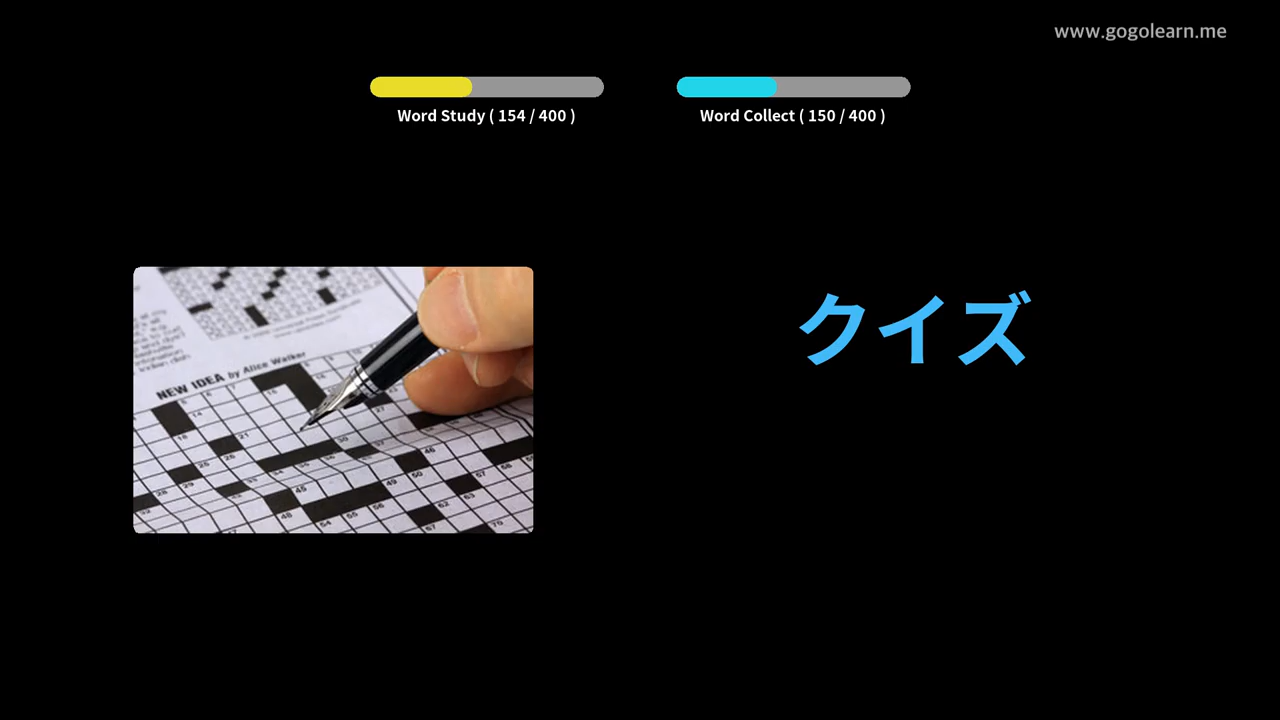 www.gogolearn.me
Word Study ( 154 / 400 )
Word Collect ( 150 / 400 )
クイズ
NEW IDEA by Alice Walker